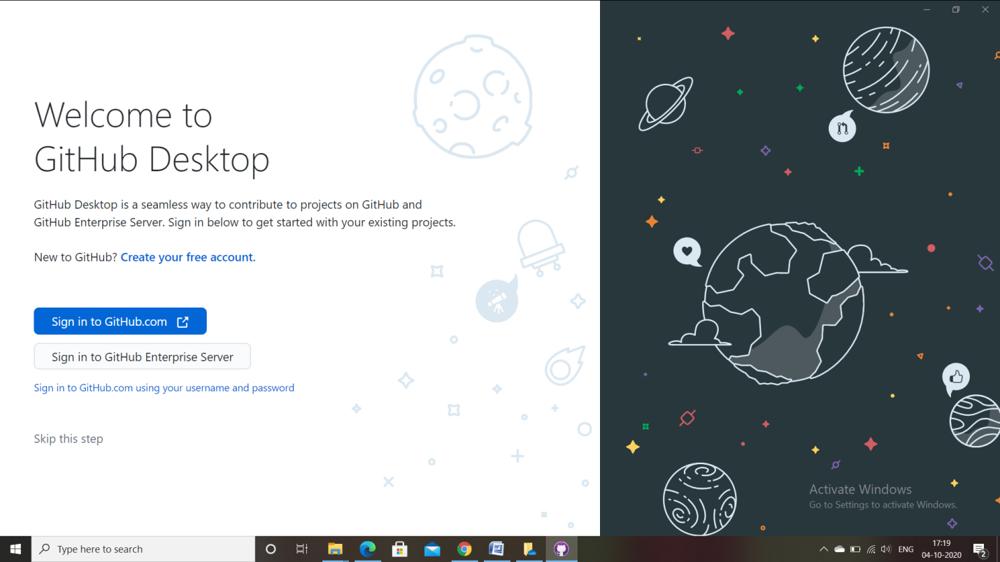 Welcome to
GitHub Desktop
GitHub Desktop is a seamless way to contribute to projects on GitHub and
GitHub Enterprise Server. Sign in below to get started with your existing projects.
New to GitHub? Create your free account.
Sign in to GitHub.com
Sign in to GitHub Enterprise Server
Sign in to GitHub.com using your username and password
Skip this step
Activate Windows
Go to Settings to activate Windows.
Type here to search
W
ENG
17:19
04-10-2020
2